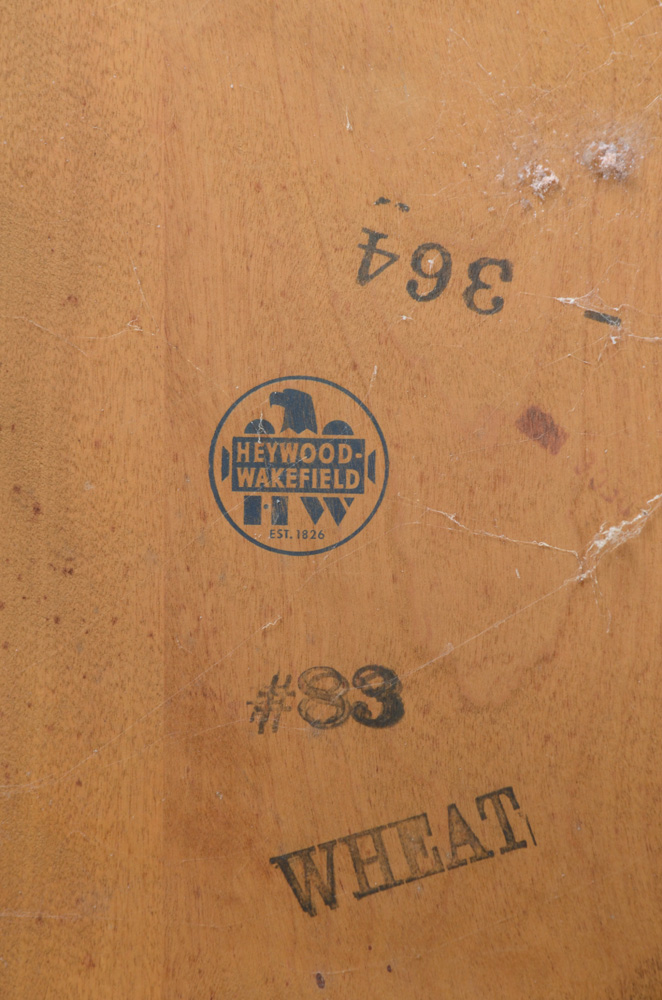 364
HEYWOOD-
WAKEFIELD
HW
EST. 1826
#83
WHEAT